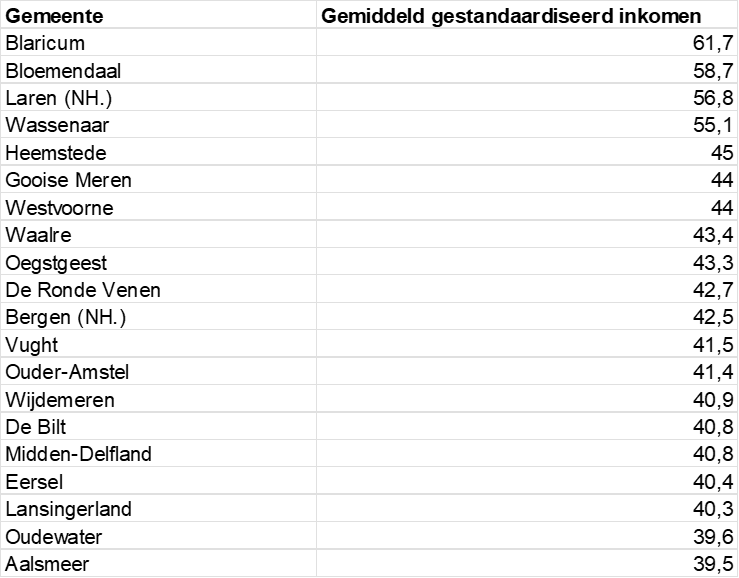 Gemeente Gemiddeld gestandaardiseerd inkomen
Blaricum 61,7
Bloemendaal 58,7
Laren (NH.) 56,8
Wassenaar 55,1
Heemstede 45
Gooise Meren 44
Westvoorne 44
Waalre 43,4
Oegstgeest 43,3
De Ronde Venen 42,7
Bergen (NH.) 42,5
Vught 41,5
Ouder-Amstel 41,4
Wijdemeren 40,9
De Bilt 40,8
Midden-Delfland 40,8
Eersel 40,4
Lansingerland 40,3
Oudewater 39,6
Aalsmeer 39,5